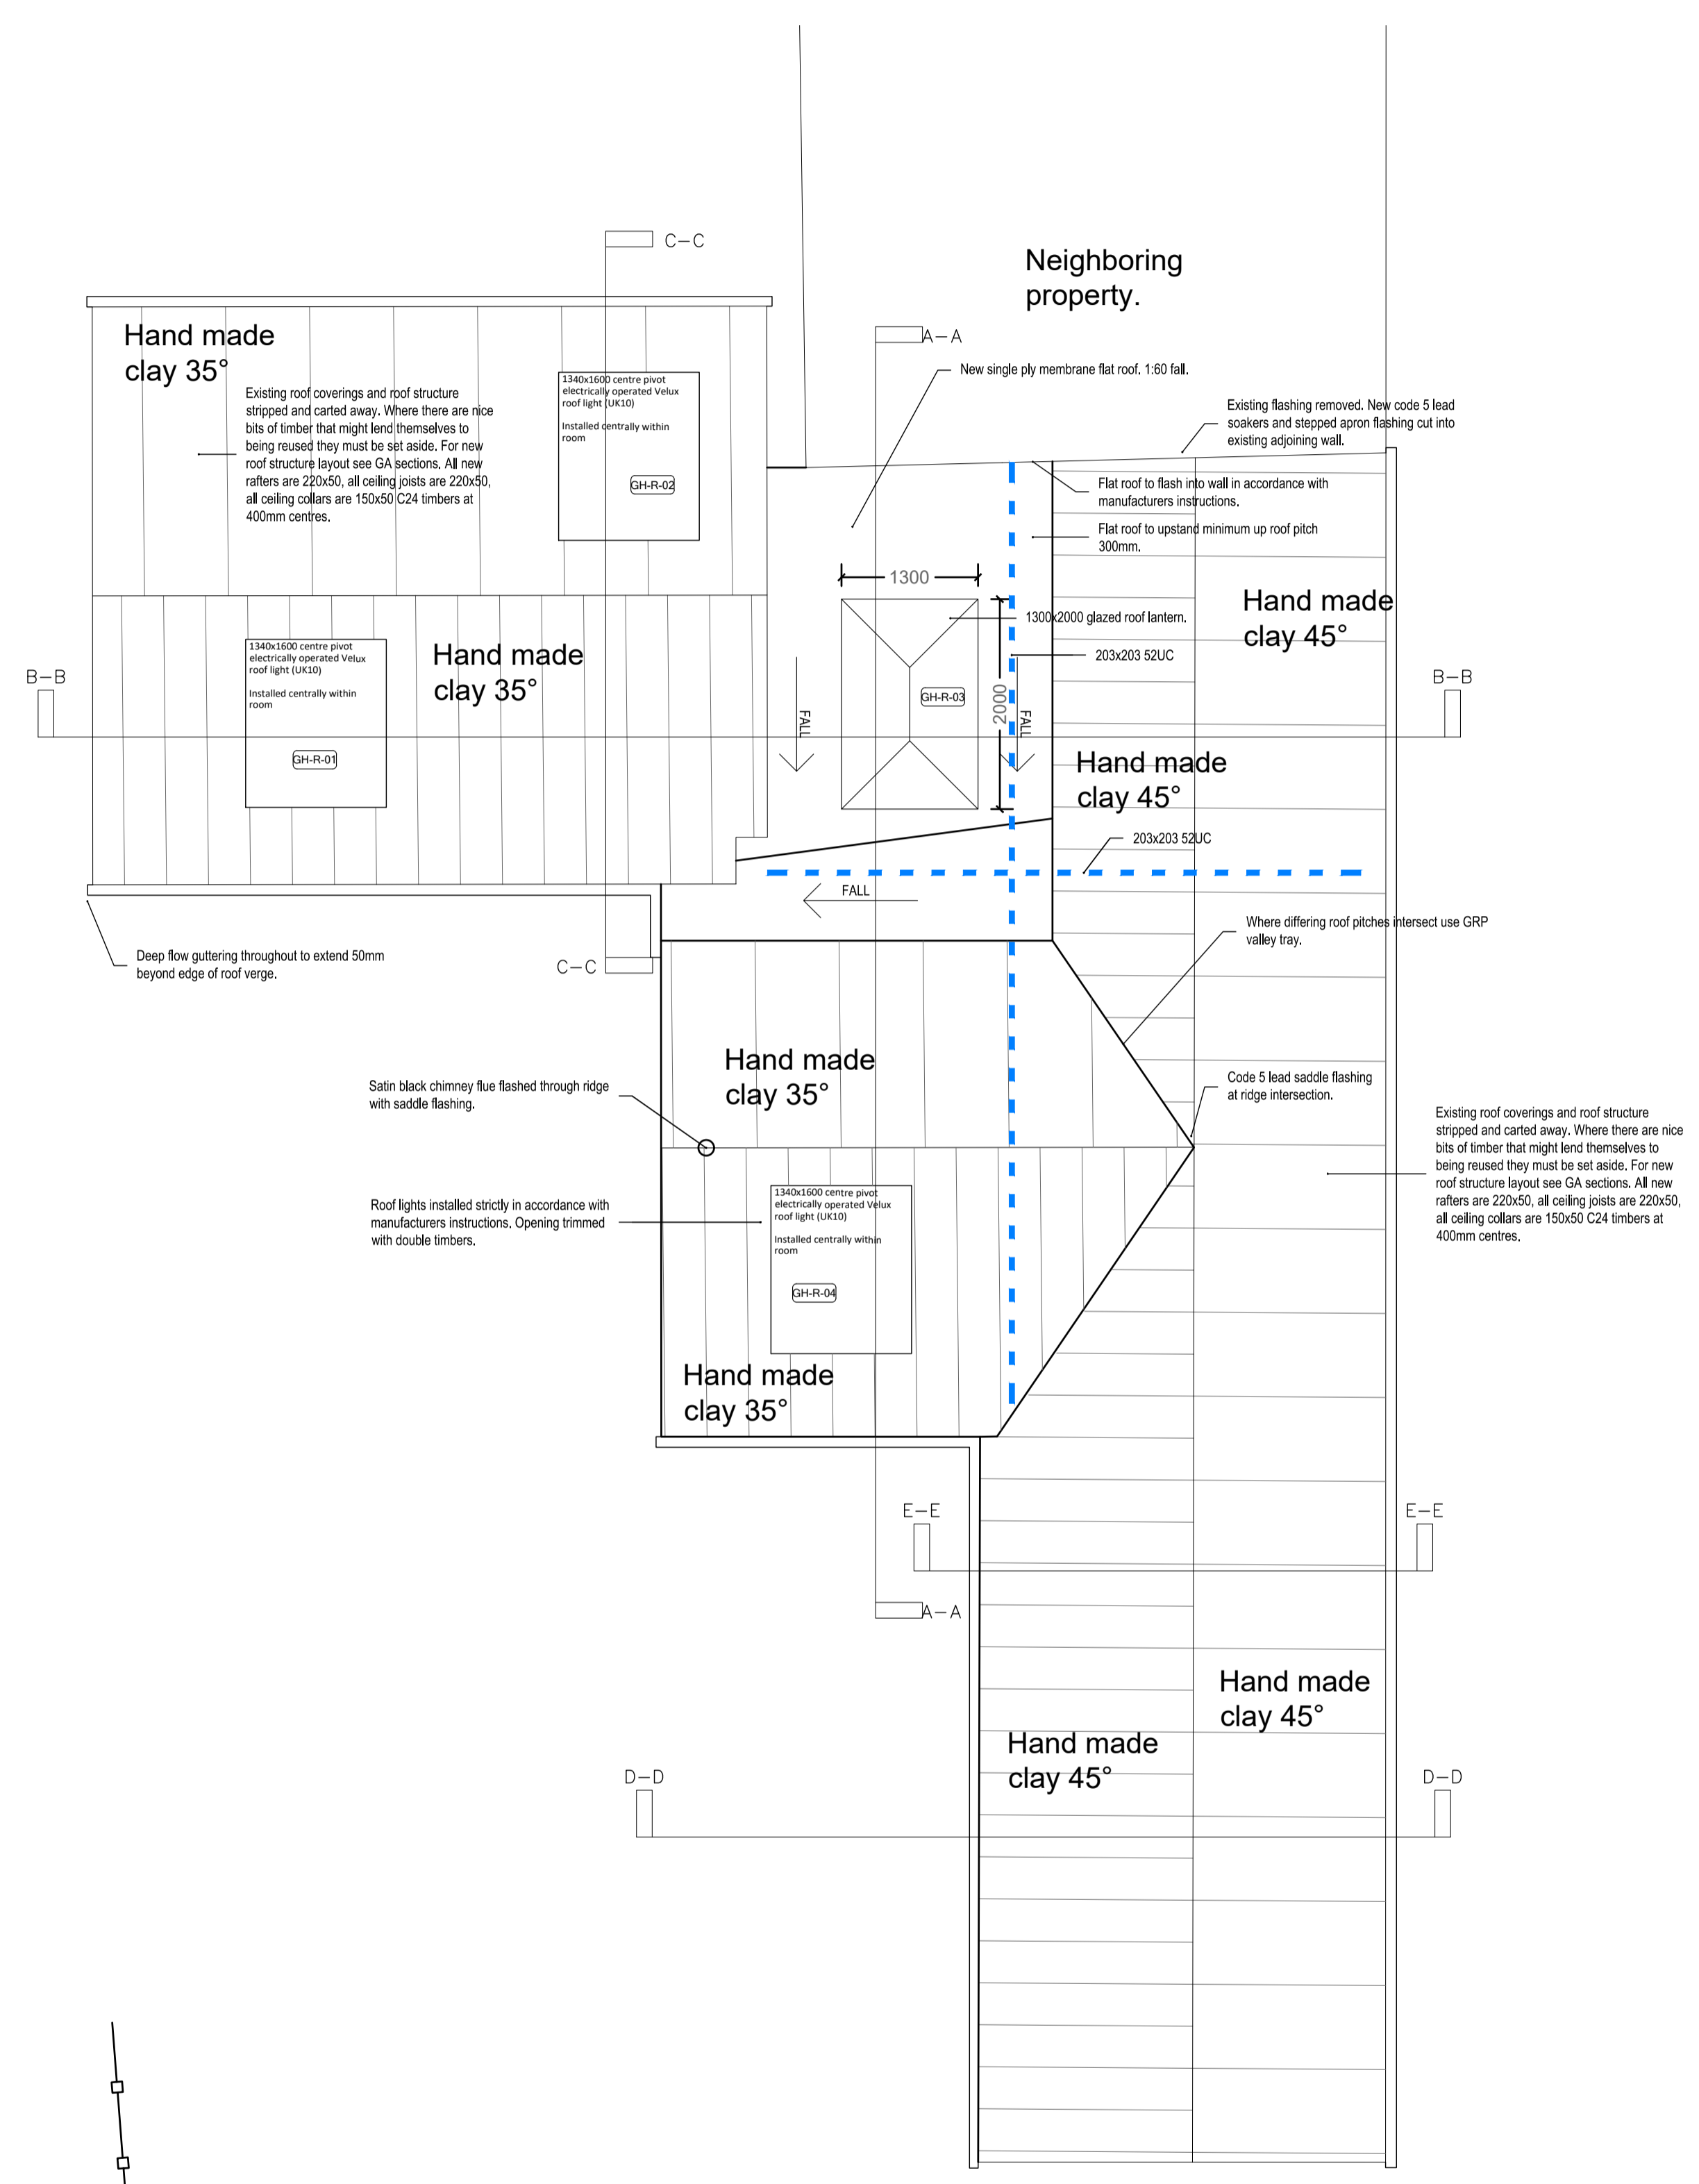 C-C
Neighboring
property.
A-A
Hand made
clay 35°
New single ply membrane flat roof. 1:60 fall.
1340x1600 centre pivot
electrically operated Velux
roof light (UK10)
Installed centrally within
room
GH-R-02
Existing roof coverings and roof structure
stripped and carted away. Where there are nice
bits of timber that might lend themselves to
being reused they must be set aside. For new
roof structure layout see GA sections. All new
rafters are 220x50, all ceiling joists are 220x50,
all ceiling collars are 150x50 C24 timbers at
400mm centres.
Existing flashing removed. New code 5 lead
soakers and stepped apron flashing cut into
existing adjoining wall.
Flat roof to flash into wall in accordance with
manufacturers instructions.
Flat roof to upstand minimum up roof pitch
300mm.
1300
Hand made
clay 45°
1300x2000 glazed roof lantern.
203x203 52UC
1340x1600 centre pivot
electrically operated Velux
roof light (UK10)
Installed centrally within
room
GH-R-01
Hand made
clay 35°
B-B
B-B
GH-R-03
2000
FALL
FALL
Hand made
clay 45°
203x203 52UC
FALL
Where differing roof pitches intersect use GRP
valley tray.
Deep flow guttering throughout to extend 50mm
beyond edge of roof verge.
C-C
Hand made
clay 35°
Satin black chimney flue flashed through ridge
with saddle flashing.
Code 5 lead saddle flashing
at ridge intersection.
Existing roof coverings and roof structure
stripped and carted away. Where there are nice
bits of timber that might lend themselves to
being reused they must be set aside. For new
roof structure layout see GA sections. All new
rafters are 220x50, all ceiling joists are 220x50,
all ceiling collars are 150x50 C24 timbers at
400mm centres.
Roof lights installed strictly in accordance with
manufacturers instructions. Opening trimmed
with double timbers.
1340x1600 centre pivot
electrically operated Velux
roof light (UK10)
Installed centrally within
room
GH-R-04
Hand made
clay 35°
E-E
E-E
A-A
Hand made
clay 45°
Hand made
clay 45°
D-D
D-D